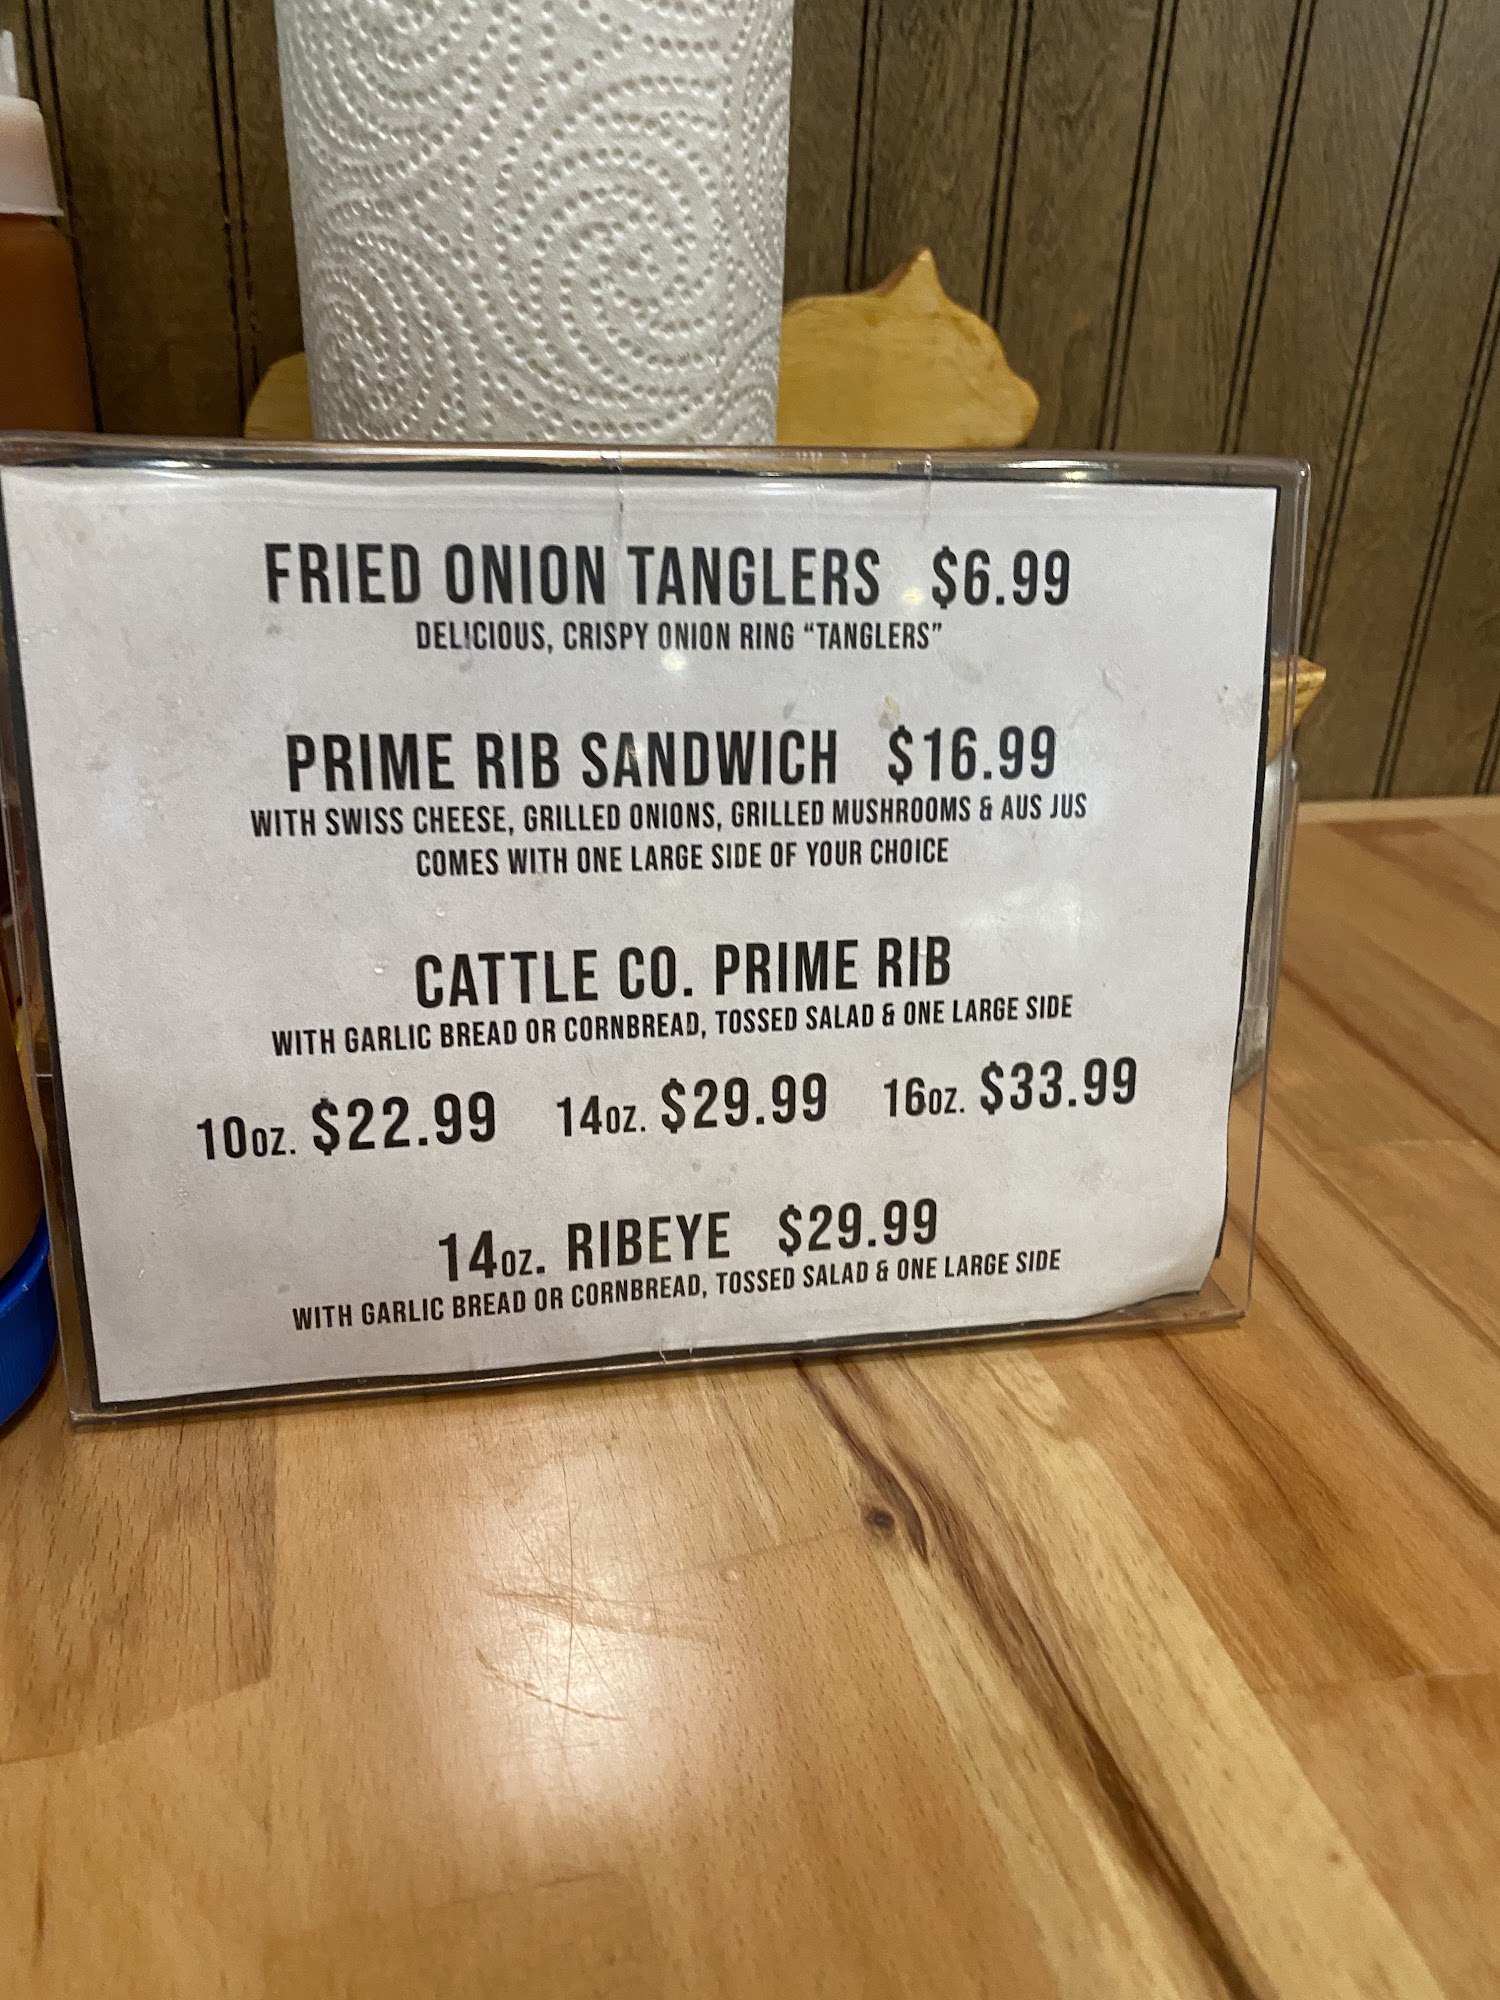 FRIED ONION TANGLERS $6.99
DELICIOUS, CRISPY ONION RING “TANGLERS”
PRIME RIB SANDWICH $16.99
WITH SWISS CHEESE, GRILLED ONIONS, GRILLED MUSHROOMS & AUS JUS
COMES WITH ONE LARGE SIDE OF YOUR CHOICE
CATTLE CO. PRIME RIB
WITH GARLIC BREAD OR CORNBREAD, TOSSED SALAD & ONE LARGE SIDE
10OZ. $22.99 14OZ. $29.99 16OZ. $33.99
14OZ. RIBEYE $29.99
WITH GARLIC BREAD OR CORNBREAD, TOSSED SALAD & ONE LARGE SIDE